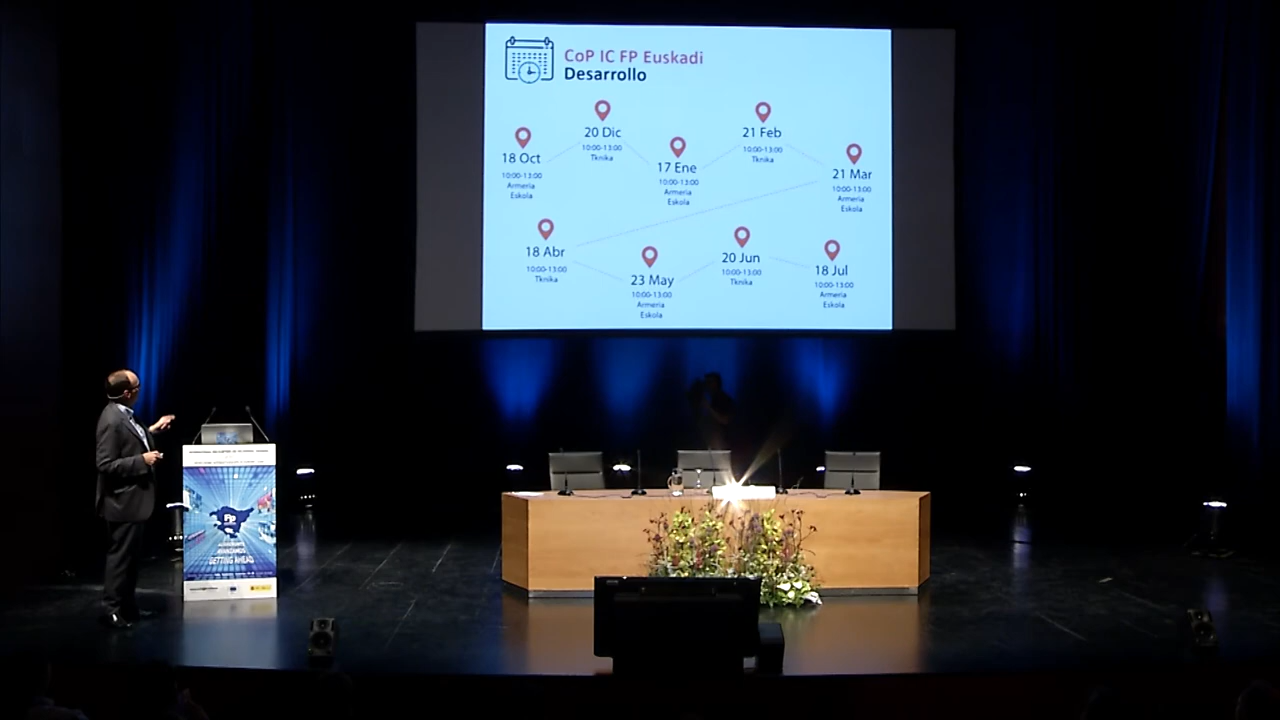 CoP IC FP Euskadi
Desarrollo
18 Oct
10:00-13:00
Armeria
Eskola
20 Dic
10:00-13:00
Tknika
17 Ene
10:00-13:00
Armeria
Eskola
21 Feb
10:00-13:00
Tknika
21 Mar
10:00-13:00
Armeria
Eskola
18 Abr
10:00-13:00
Tknika
23 May
10:00-13:00
Armeria
Eskola
20 Jun
10:00-13:00
Tknika
18 Jul
10:00-13:00
Armeria
Eskola
Fp
AVANZAMOS
GETTING AHEAD